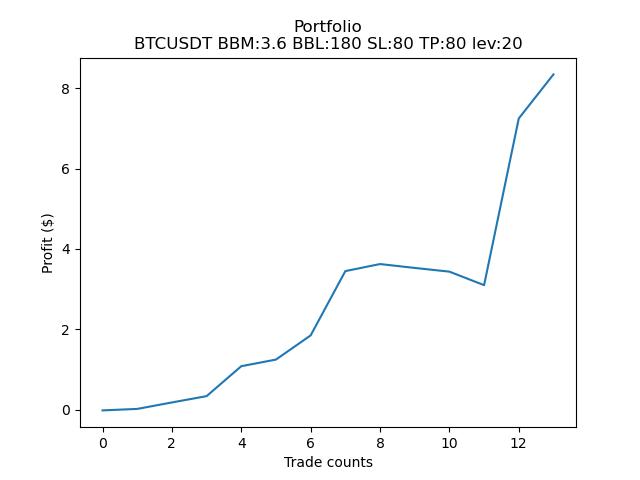 Portfolio
BTCUSDT BBM:3.6 BBL:180 SL:80 TP:80 lev:20
8
6
4
2
0
Profit ($)
0 2 4 6 8 10 12
Trade counts